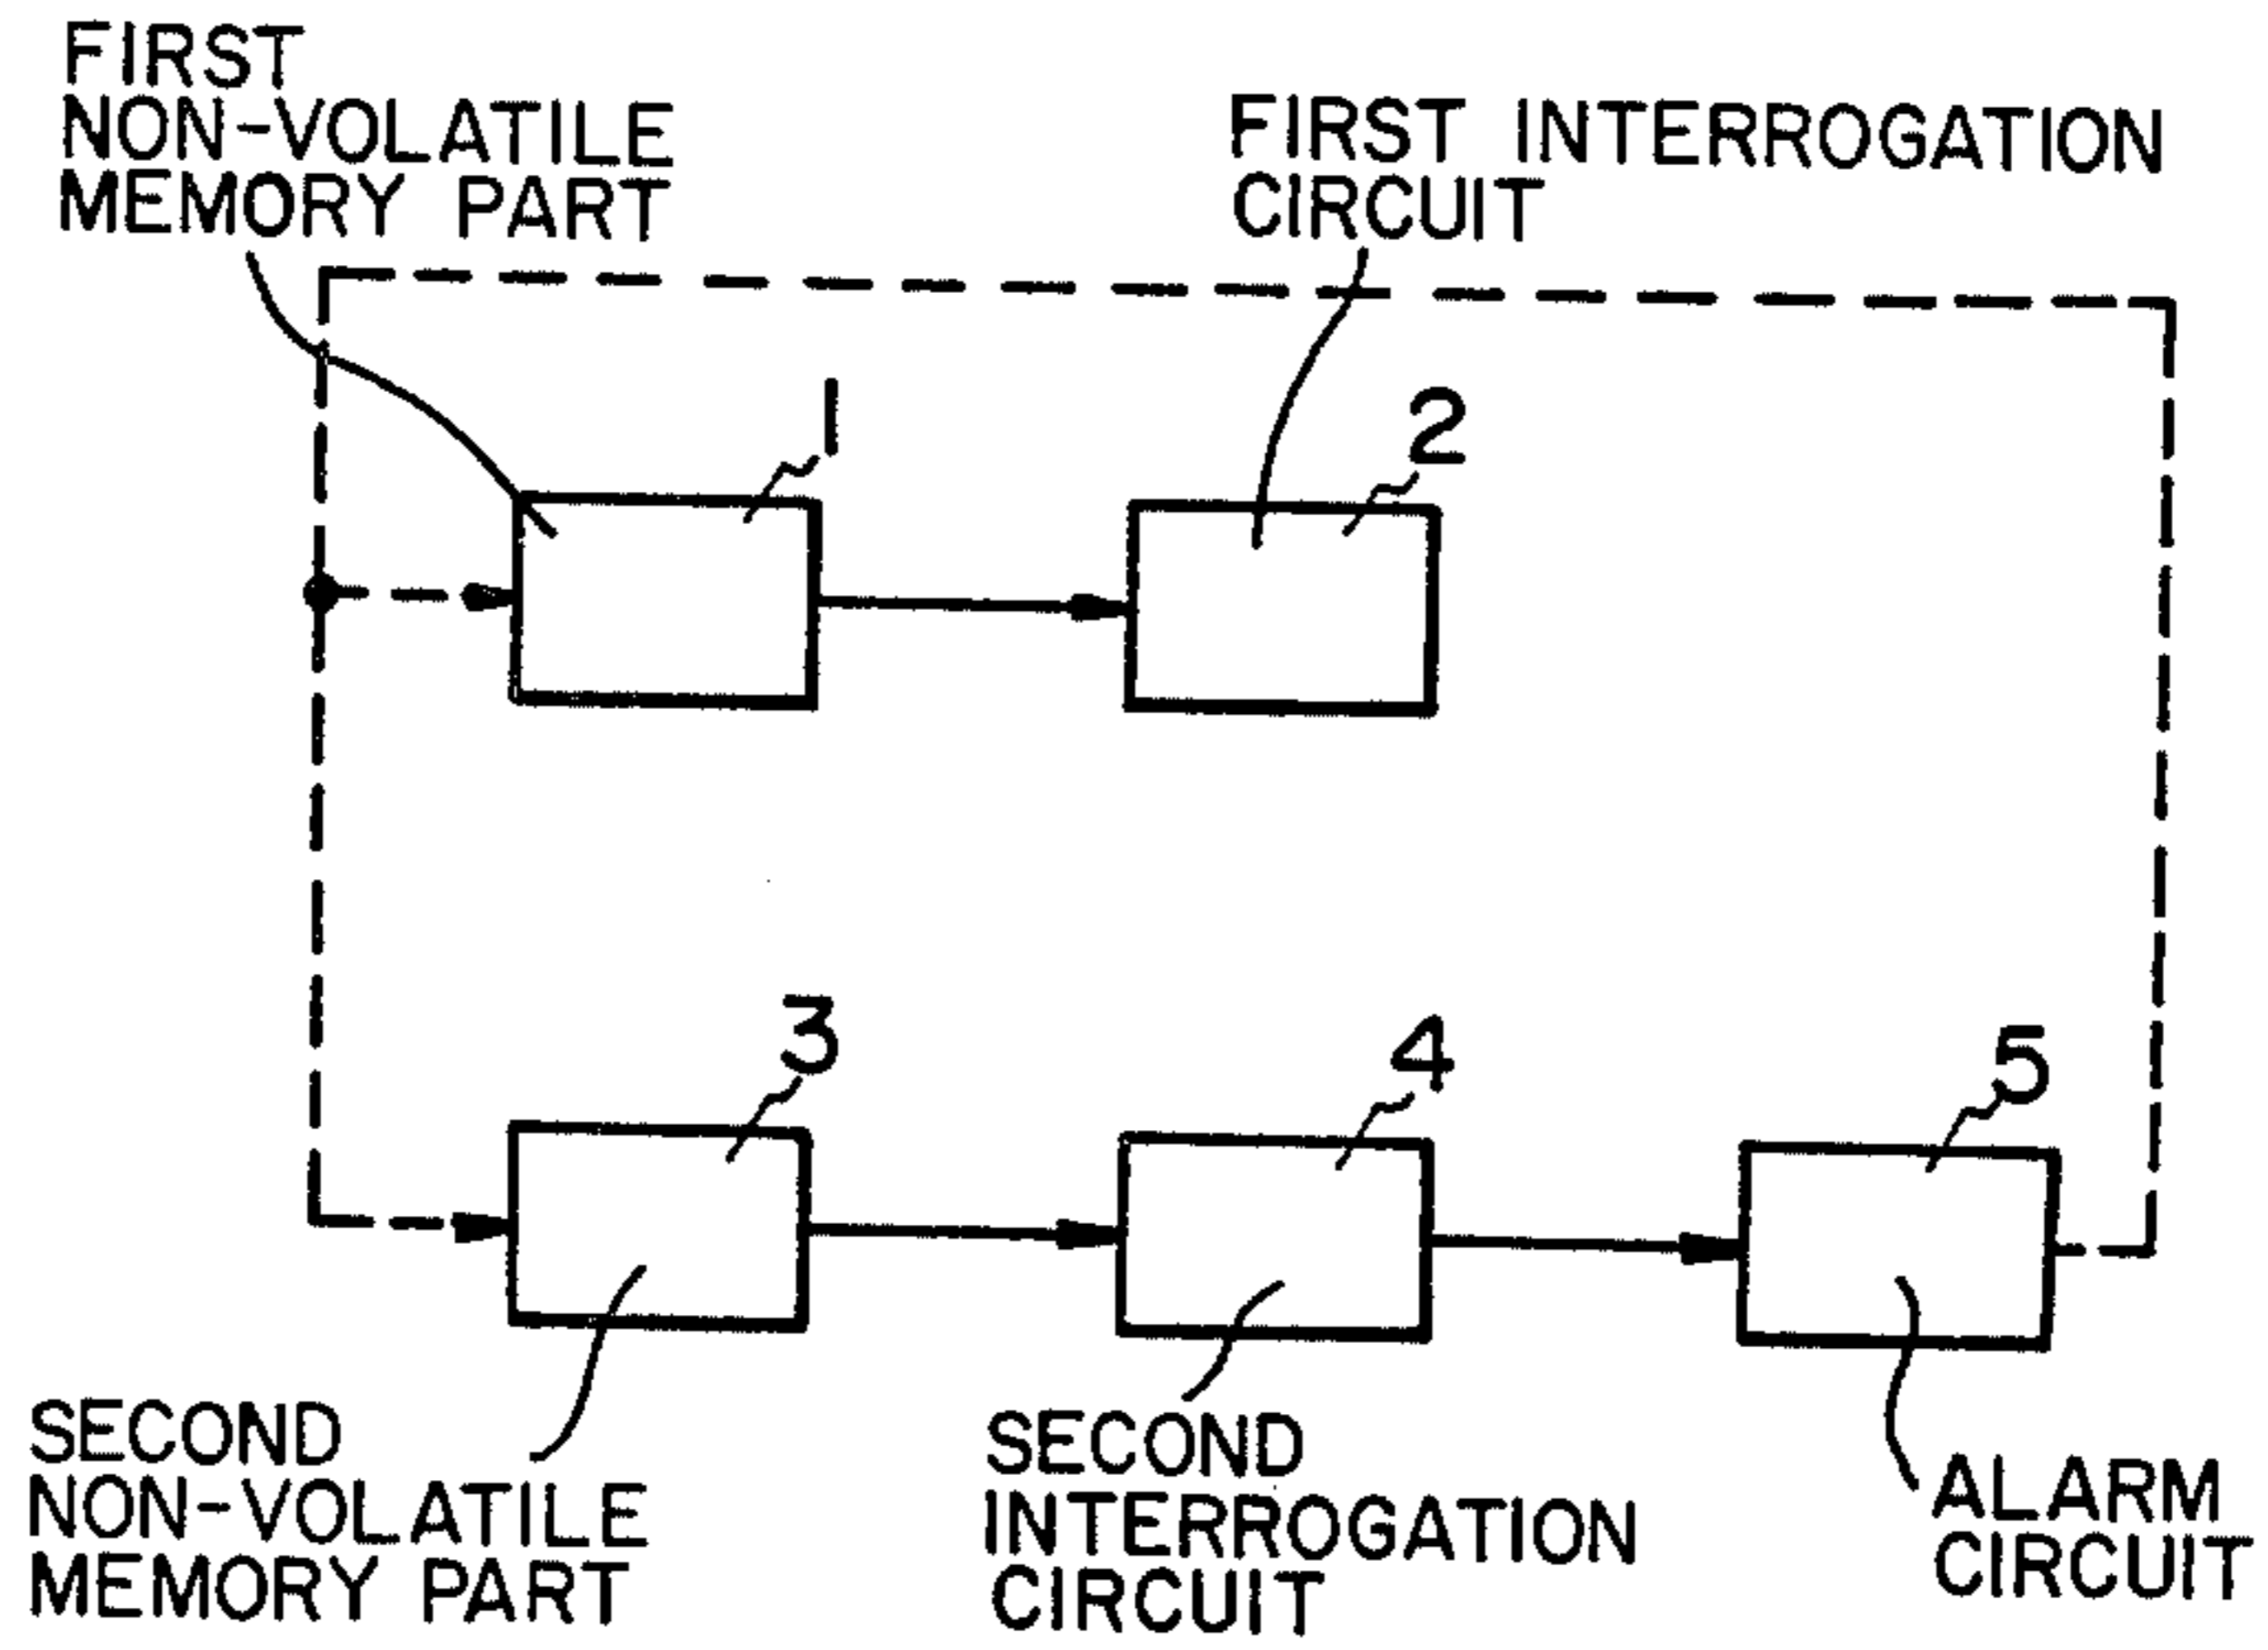 FIRST
NON-VOLATILE
MEMORY PART
FIRST INTERROGATION
CIRCUIT
1
2
3
4
5
SECOND
NON-VOLATILE
MEMORY PART
SECOND
INTERROGATION
CIRCUIT
ALARM
CIRCUIT